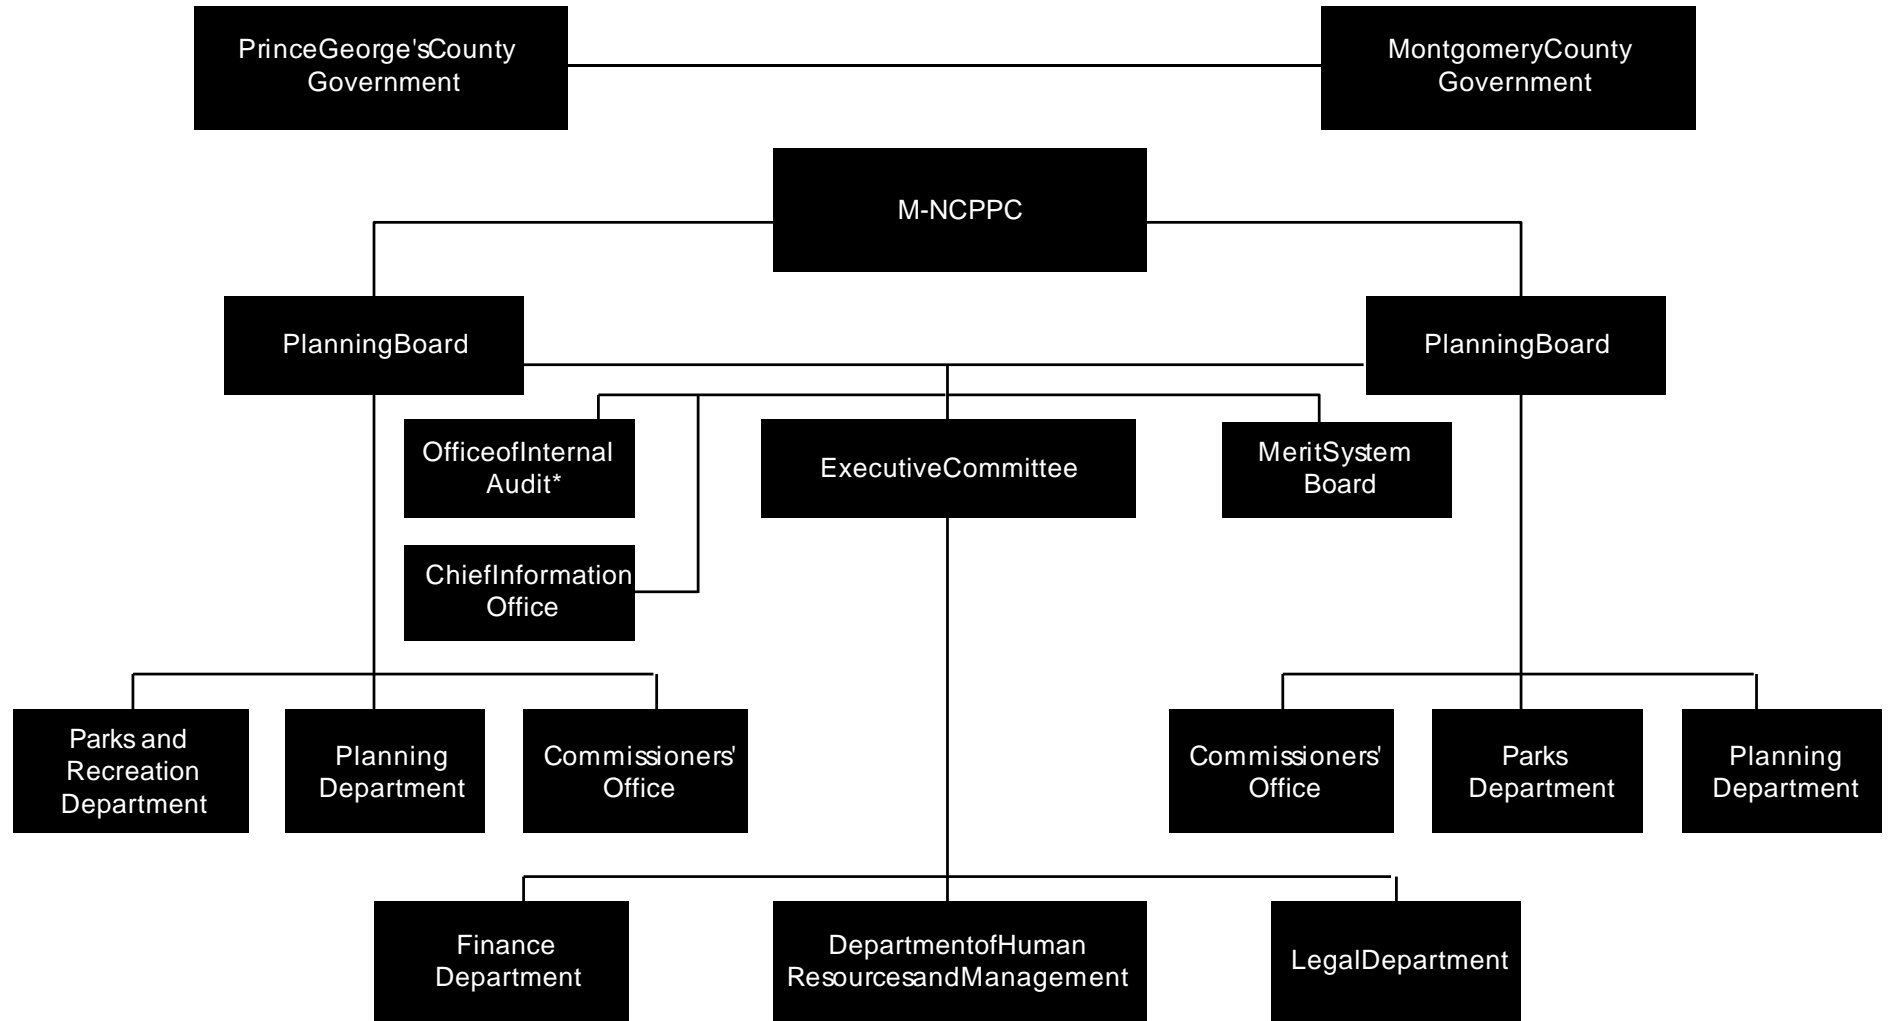 PrinceGeorge'sCounty
Government
MontgomeryCounty
Government
M-NCPPC
PlanningBoard
PlanningBoard
OfficeofInternal
Audit*
ExecutiveCommittee
MeritSystem
Board
ChiefInformation
Office
Parks and
Recreation
Department
Planning
Department
Commissioners'
Office
Commissioners'
Office
Parks
Department
Planning
Department
Finance
Department
DepartmentofHuman
ResourcesandManagement
LegalDepartment